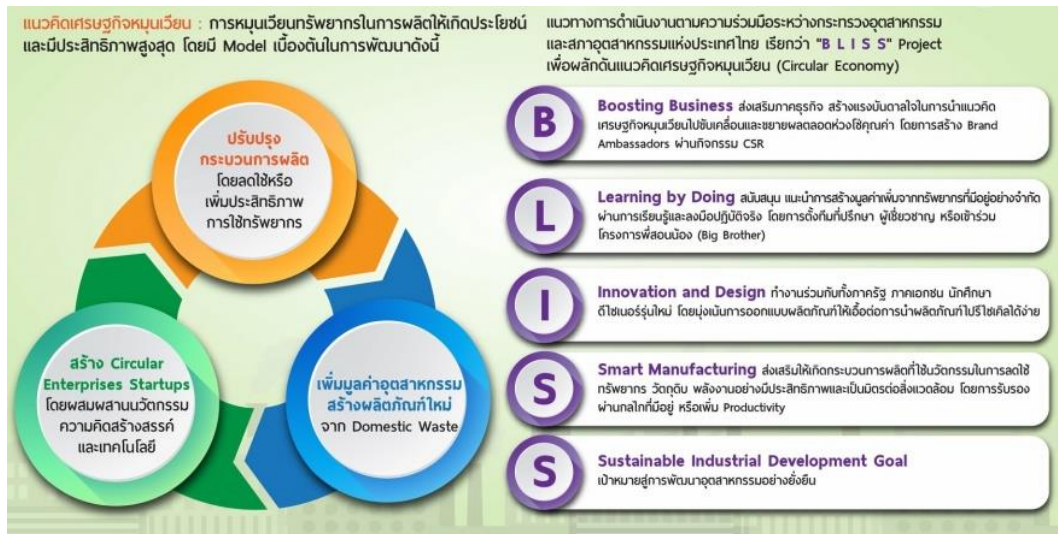 แนวคิดเศรษฐกิจหมุนเวียน : การหมุนเวียนทรัพยากรในการผลิตให้เกิดประโยชน์
และมีประสิทธิภาพสูงสุด โดยมี Model เบื้องต้นในการพัฒนาดังนี้
ปรับปรุง
กระบวนการผลิต
โดยลดใช้หรือ
เพิ่มประสิทธิภาพ
การใช้ทรัพยากร
สร้าง Circular
Enterprises Startups
โดยผสมผสานนวัตกรรม
ความคิดสร้างสรรค์
และเทคโนโลยี
เพิ่มมูลค่าอุตสาหกรรม
สร้างผลิตภัณฑ์ใหม่
จาก Domestic Waste
แนวทางการดำเนินงานตามความร่วมมือระหว่างกระทรวงอุตสาหกรรม
และสภาอุตสาหกรรมแห่งประเทศไทย เรียกว่า "B L I S S" Project
เพื่อผลักดันแนวคิดเศรษฐกิจหมุนเวียน (Circular Economy)
B
Boosting Business ส่งเสริมภาคธุรกิจ สร้างแรงบันดาลใจในการนำแนวคิด
เศรษฐกิจหมุนเวียนไปขับเคลื่อนและขยายผลตลอดห่วงโซ่คุณค่า โดยการสร้าง Brand
Ambassadors ผ่านกิจกรรม CSR
L
Learning by Doing สนับสนุน แนะนำการสร้างมูลค่าเพิ่มจากทรัพยากรที่มีอยู่อย่างจำกัด
ผ่านการเรียนรู้และลงมือปฏิบัติจริง โดยการตั้งทีมที่ปรึกษา ผู้เชี่ยวชาญ หรือเข้าร่วม
โครงการพี่สอนน้อง (Big Brother)
I
Innovation and Design ทำงานร่วมกับทั้งภาครัฐ ภาคเอกชน นักศึกษา
ดีไซเนอร์รุ่นใหม่ โดยมุ่งเน้นการออกแบบผลิตภัณฑ์ให้เอื้อต่อการนำผลิตภัณฑ์ไปรีไซเคิลได้ง่าย
S
Smart Manufacturing ส่งเสริมให้เกิดกระบวนการผลิตที่ใช้นวัตกรรมในการลดใช้
ทรัพยากร วัตถุดิบ พลังงานอย่างมีประสิทธิภาพและเป็นมิตรต่อสิ่งแวดล้อม โดยการรับรอง
ผ่านกลไกที่มีอยู่ หรือเพิ่ม Productivity
S
Sustainable Industrial Development Goal
เป้าหมายสู่การพัฒนาอุตสาหกรรมอย่างยั่งยืน